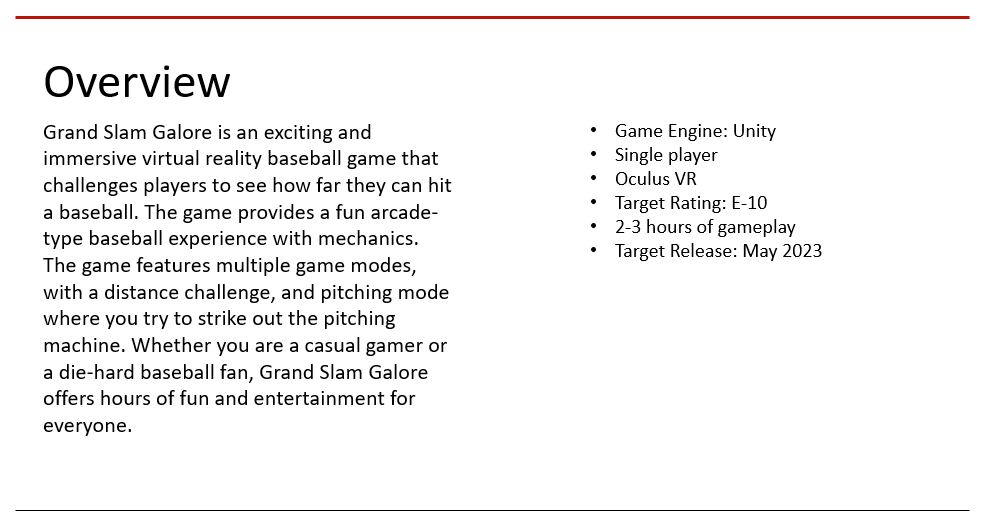 Overview
Grand Slam Galore is an exciting and
immersive virtual reality baseball game that
challenges players to see how far they can hit
a baseball. The game provides a fun arcade-
type baseball experience with mechanics.
The game features multiple game modes,
with a distance challenge, and pitching mode
where you try to strike out the pitching
machine. Whether you are a casual gamer or
a die-hard baseball fan, Grand Slam Galore
offers hours of fun and entertainment for
everyone.
• Game Engine: Unity
• Single player
• Oculus VR
• Target Rating: E-10
• 2-3 hours of gameplay
• Target Release: May 2023